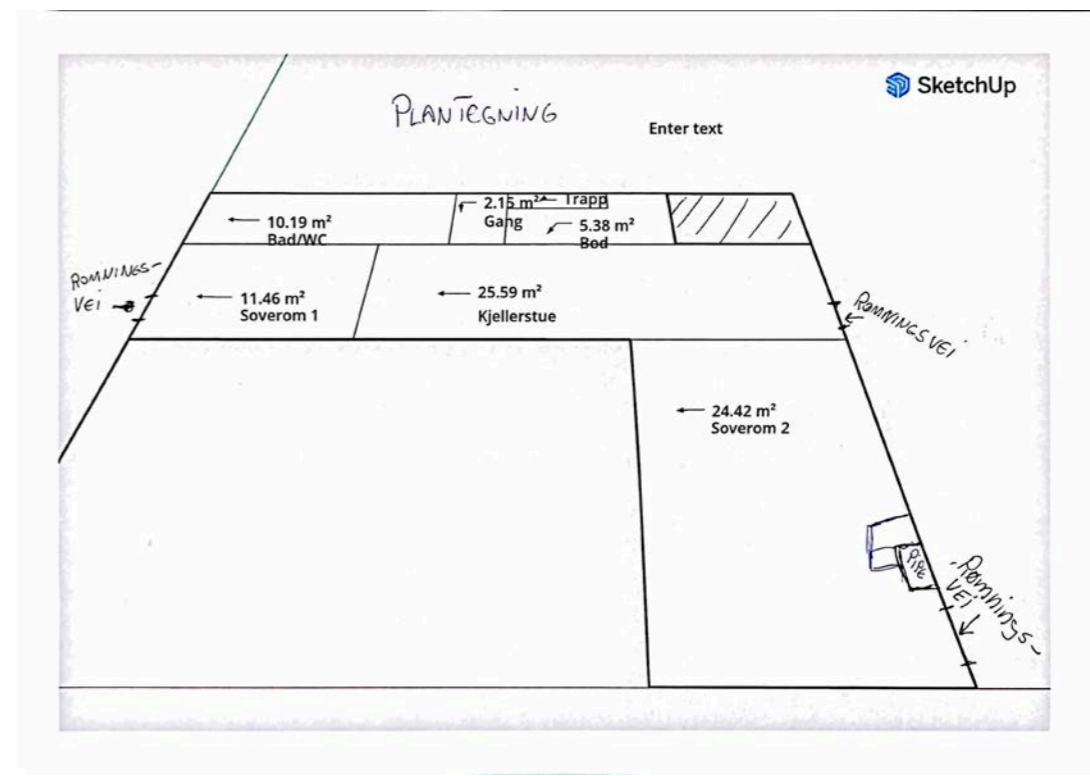 SketchUp
PLANTEGNING
Enter text
2.15 m² Trapp
Gang
10.19 m²
Bad/WC
5.38 m²
Bod
RØMNINGS-
VEI
11.46 m²
Soverom 1
25.59 m²
Kjellerstue
RØMNINGSVEI
24.42 m²
Soverom 2
PIPE
-Rømnings-
VEI